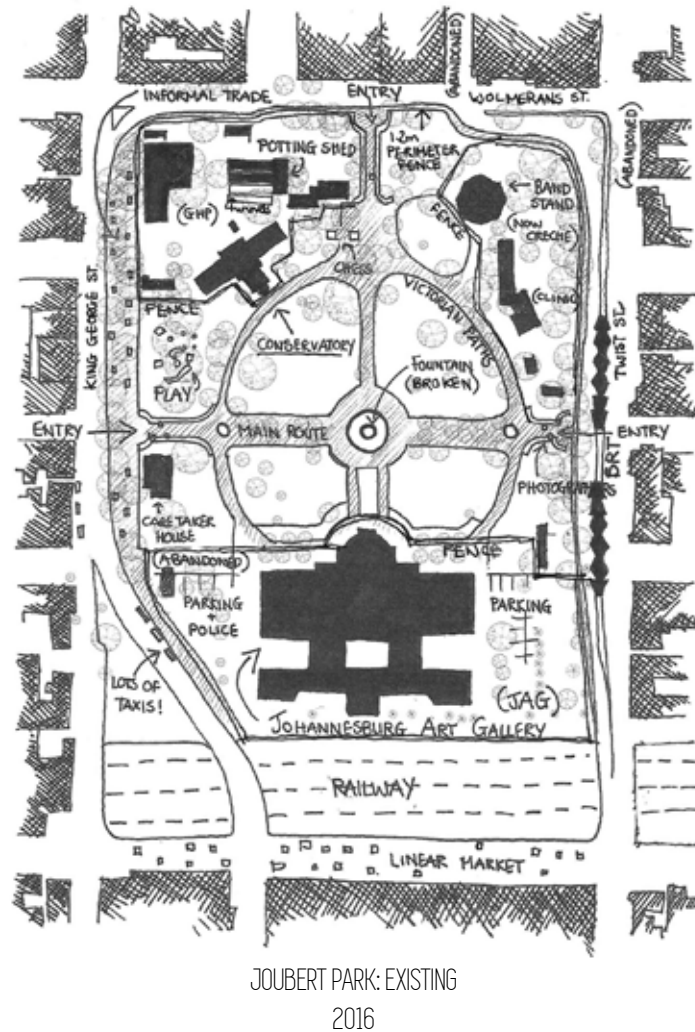 INFORMAL TRADE
ENTRY
(ABANDONED)
WOLMERANS ST.
(ABANDONED)
POTTING SHED
1.2m
PERIMETER
FENCE
BAND
STAND
(NOW CRECHE)
(GHP)
TUNNELS
FENCE
CHESS
(CLINIC)
VICTORIAN PATHS
KING GEORGE ST.
FENCE
CONSERVATORY
TWIST ST.
PLAY
FOUNTAIN
(BROKEN)
ENTRY
MAIN ROUTE
ENTRY
BRT
PHOTOGRAPHERS
CARETAKER
HOUSE
(ABANDONED)
FENCE
PARKING
+
POLICE
PARKING
LOTS OF
TAXIS!
(JAG)
JOHANNESBURG ART GALLERY
RAILWAY
LINEAR MARKET
JOUBERT PARK: EXISTING
2016